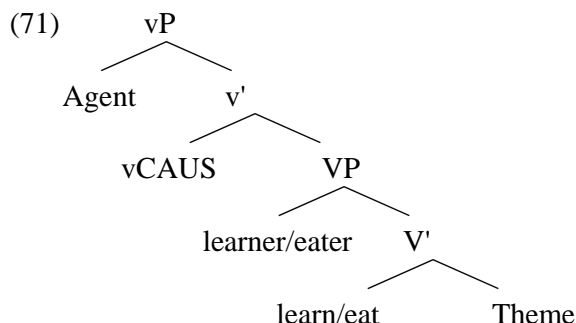 (71) vP
Agent v'
vCAUS VP
learner/eater V'
learn/eat Theme